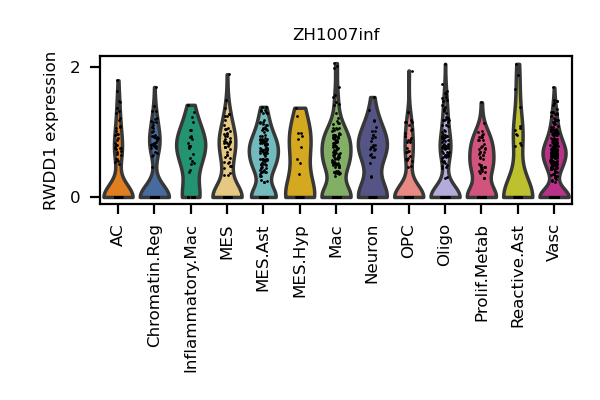 ZH1007inf
RWDD1 expression
2
0
AC
Chromatin.Reg
Inflammatory.Mac
MES
MES.Ast
MES.Hyp
Mac
Neuron
OPC
Oligo
Prolif.Metab
Reactive.Ast
Vasc